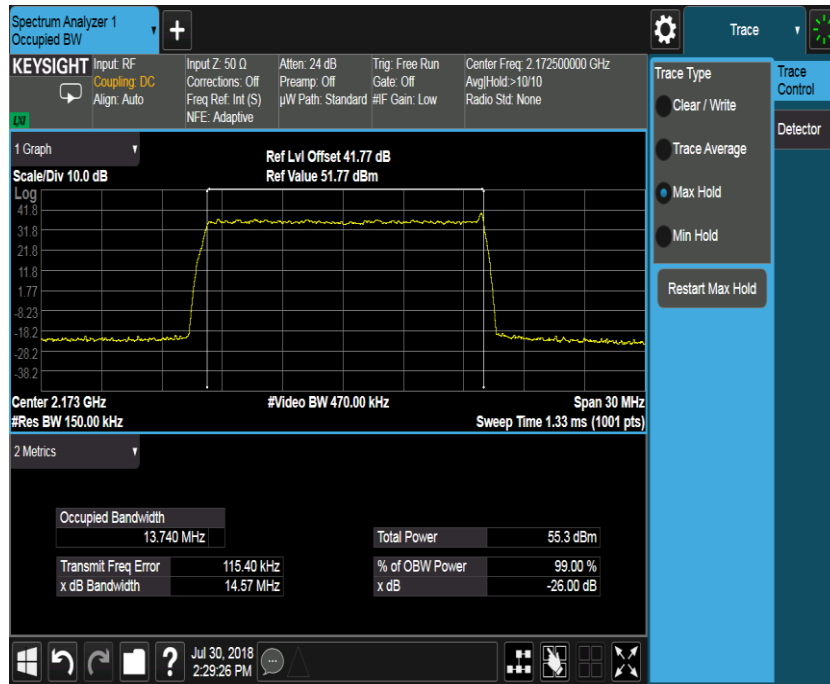 Spectrum Analyzer 1
Occupied BW
+
Trace
KEYSIGHT
Input: RF
Coupling: DC
Align: Auto
Input Z: 50 Ω
Corrections: Off
Freq Ref: Int (S)
NFE: Adaptive
Atten: 24 dB
Preamp: Off
µW Path: Standard
Trig: Free Run
Gate: Off
#IF Gain: Low
Center Freq: 2.172500000 GHz
Avg|Hold:>10/10
Radio Std: None
LXI
Trace Type
Clear / Write
Trace Average
Max Hold
Min Hold
Restart Max Hold
Trace
Control
Detector
1 Graph
Scale/Div 10.0 dB
Ref Lvl Offset 41.77 dB
Ref Value 51.77 dBm
Log
41.8
31.8
21.8
11.8
1.77
-8.23
-18.2
-28.2
-38.2
Center 2.173 GHz
#Video BW 470.00 kHz
Span 30 MHz
#Res BW 150.00 kHz
Sweep Time 1.33 ms (1001 pts)
2 Metrics
Occupied Bandwidth
13.740 MHz
Total Power 55.3 dBm
Transmit Freq Error 115.40 kHz
% of OBW Power 99.00 %
x dB Bandwidth 14.57 MHz
x dB -26.00 dB
?
Jul 30, 2018
2:29:26 PM